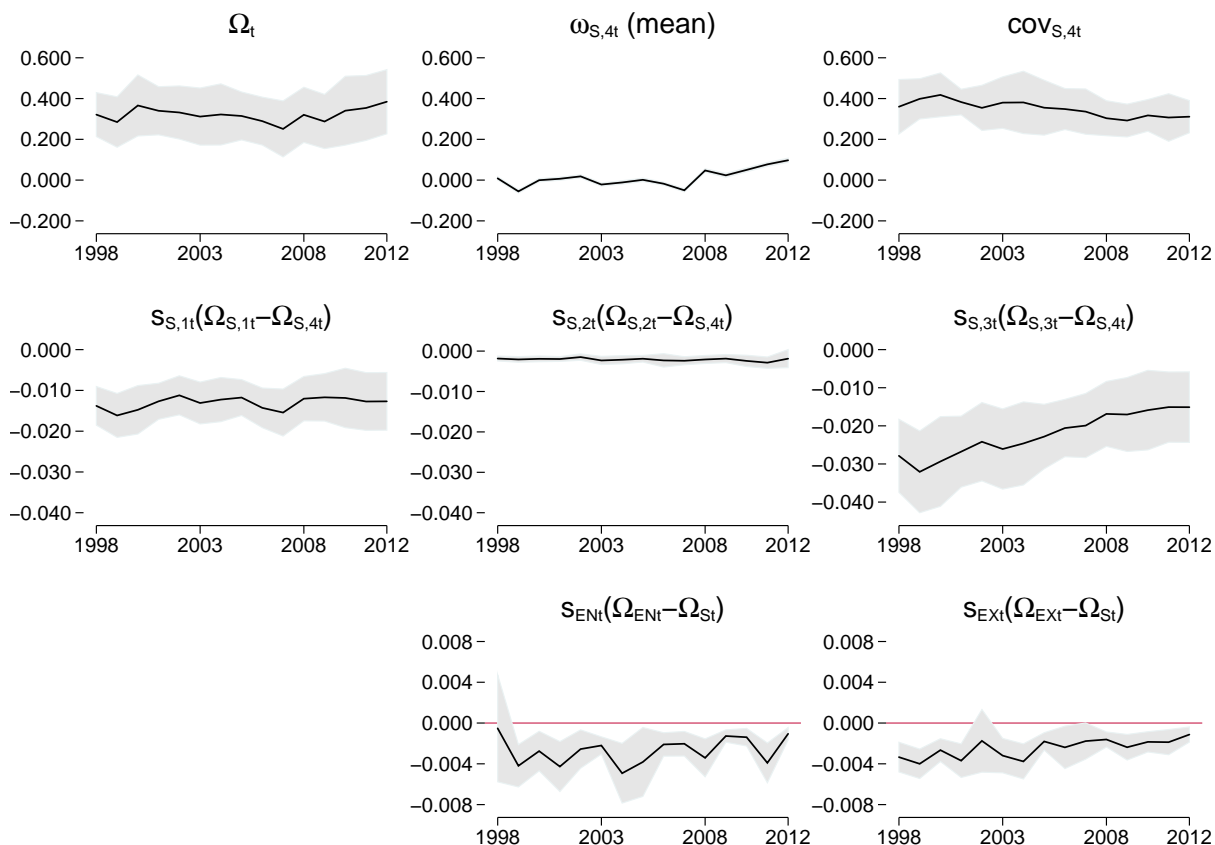 Ωt ωS,4t (mean) covS,4t
0.600 0.600 0.600
0.400 0.400 0.400
0.200 0.200 0.200
0.000 0.000 0.000
−0.200 −0.200 −0.200
1998 2003 2008 2012 1998 2003 2008 2012 1998 2003 2008 2012
sS,1t(ΩS,1t−ΩS,4t) sS,2t(ΩS,2t−ΩS,4t) sS,3t(ΩS,3t−ΩS,4t)
0.000 0.000 0.000
−0.010 −0.010 −0.010
−0.020 −0.020 −0.020
−0.030 −0.030 −0.030
−0.040 −0.040 −0.040
1998 2003 2008 2012 1998 2003 2008 2012 1998 2003 2008 2012
sENt(ΩENt−ΩSt) sEXt(ΩEXt−ΩSt)
0.008 0.008
0.004 0.004
0.000 0.000
−0.004 −0.004
−0.008 −0.008
1998 2003 2008 2012 1998 2003 2008 2012